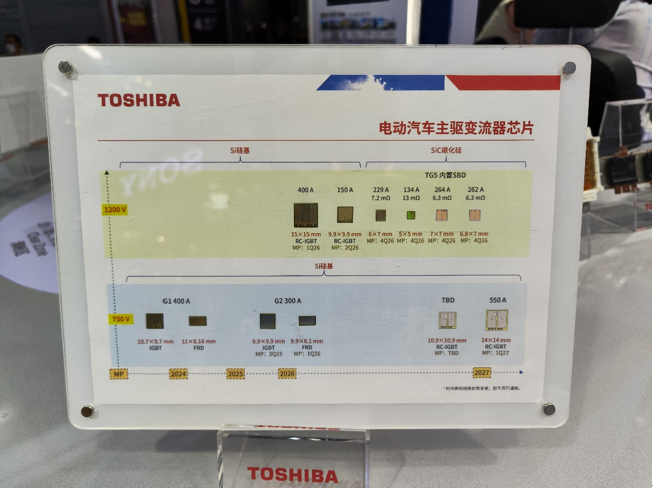 TOSHIBA
电动汽车主驱变流器芯片
Si硅基
SiC碳化硅
TG5 内置SBD
400 A
150 A
229 A
134 A
264 A
262 A
7.2 mΩ
13 mΩ
6.3 mΩ
6.3 mΩ
1200 V
15×15 mm
9.9×9.9 mm
6×7 mm
5×5 mm
7×7 mm
6.8×7 mm
RC-IGBT
RC-IGBT
MP: 4Q26
MP: 4Q26
MP: 4Q26
MP: 4Q26
MP: 1Q26
MP: 2Q26
Si硅基
G1 400 A
G2 300 A
TBD
550 A
750 V
10.7×9.7 mm
11×6.16 mm
9.9×9.9 mm
9.9×6.1 mm
10.9×10.9 mm
14×14 mm
IGBT
FRD
IGBT
FRD
RC-IGBT
RC-IGBT
MP: 3Q25
MP: TBD
MP: 1Q27
MP
2024
2025
2026
2027
TOSHIBA
SONY